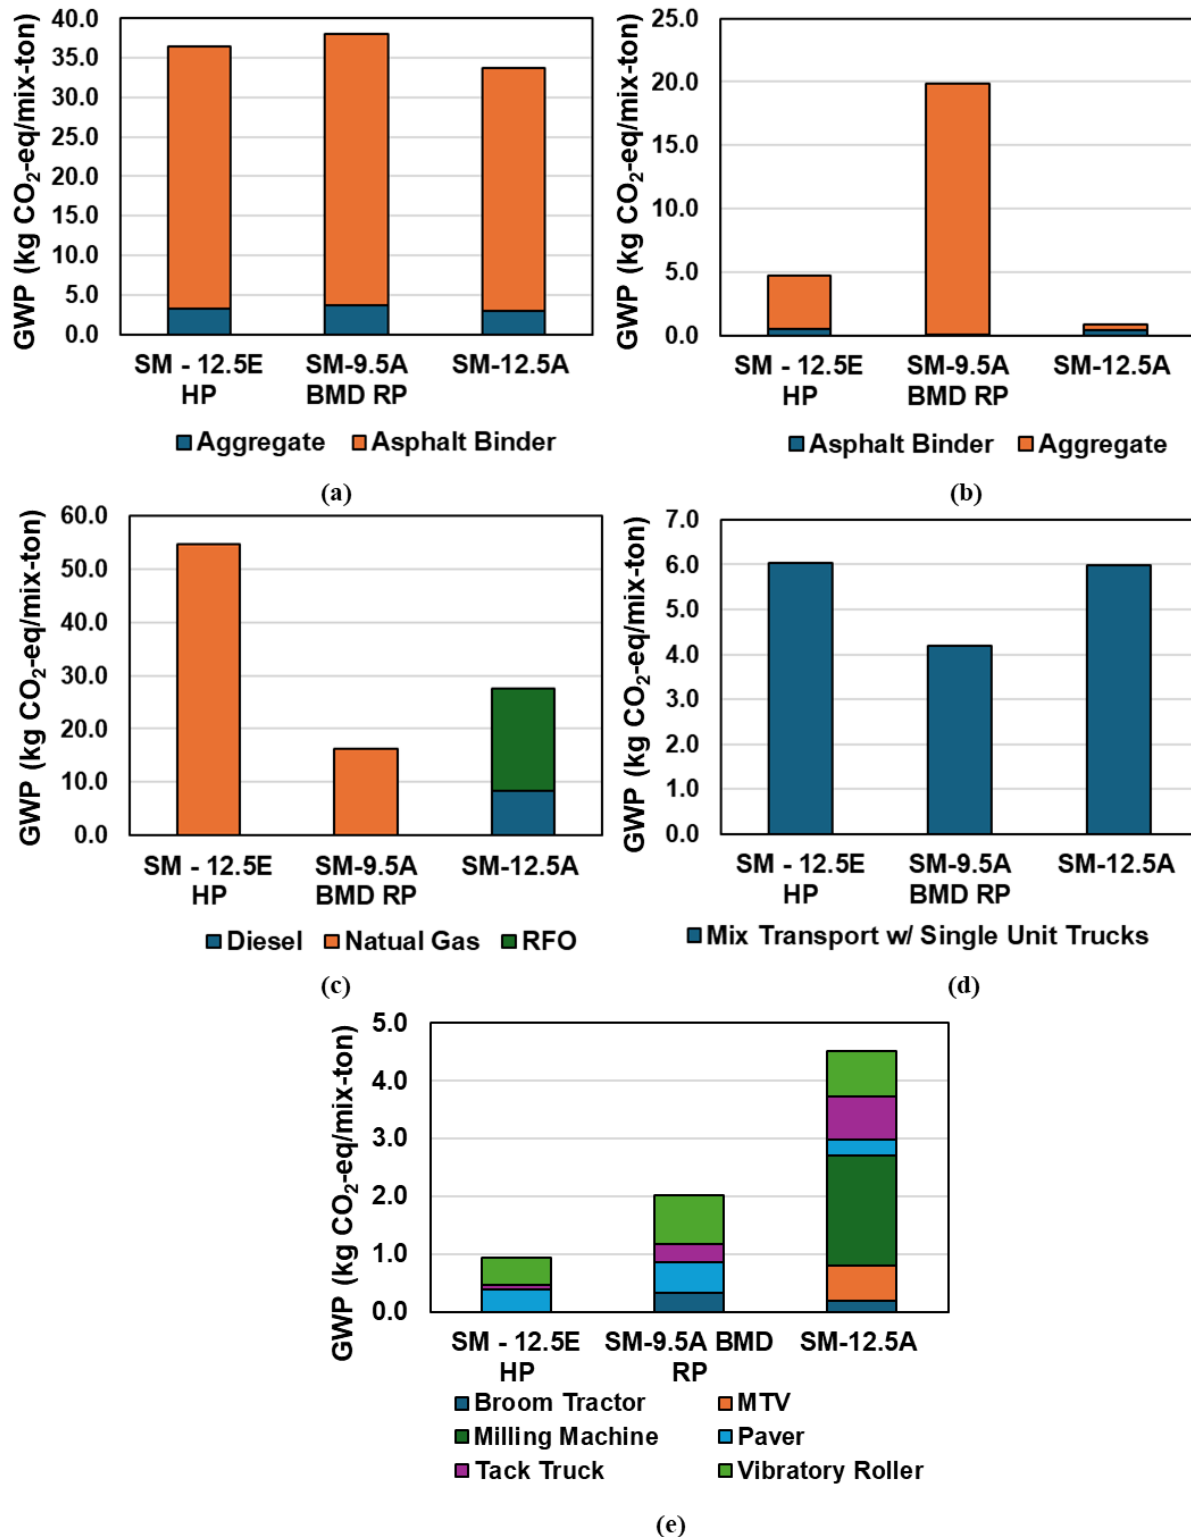 GWP (kg CO₂-eq/mix-ton)
40.0
35.0
30.0
25.0
20.0
15.0
10.0
5.0
0.0
SM - 12.5E HP
SM-9.5A BMD RP
SM-12.5A
Aggregate
Asphalt Binder
(a)
GWP (kg CO₂-eq/mix-ton)
25.0
20.0
15.0
10.0
5.0
0.0
SM - 12.5E HP
SM-9.5A BMD RP
SM-12.5A
Asphalt Binder
Aggregate
(b)
GWP (kg CO₂-eq/mix-ton)
60.0
50.0
40.0
30.0
20.0
10.0
0.0
SM - 12.5E HP
SM-9.5A BMD RP
SM-12.5A
Diesel
Natual Gas
RFO
(c)
GWP (kg CO₂-eq/mix-ton)
7.0
6.0
5.0
4.0
3.0
2.0
1.0
0.0
SM - 12.5E HP
SM-9.5A BMD RP
SM-12.5A
Mix Transport w/ Single Unit Trucks
(d)
GWP (kg CO₂-eq/mix-ton)
5.0
4.0
3.0
2.0
1.0
0.0
SM - 12.5E HP
SM-9.5A BMD RP
SM-12.5A
Broom Tractor
MTV
Milling Machine
Paver
Tack Truck
Vibratory Roller
(e)